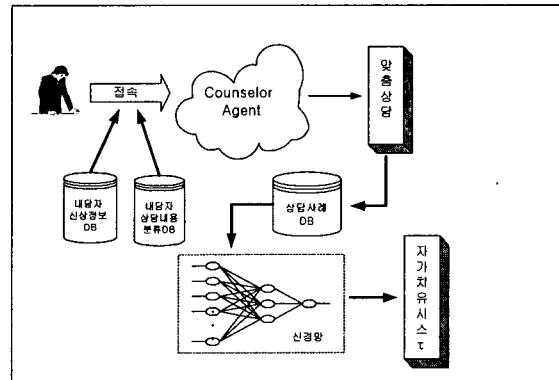 접속
Counselor
Agent
맞춤상담
내담자
신상정보
DB
내담자
상담내용
분류DB
상담사례
DB
신경망
자가치유시스τ